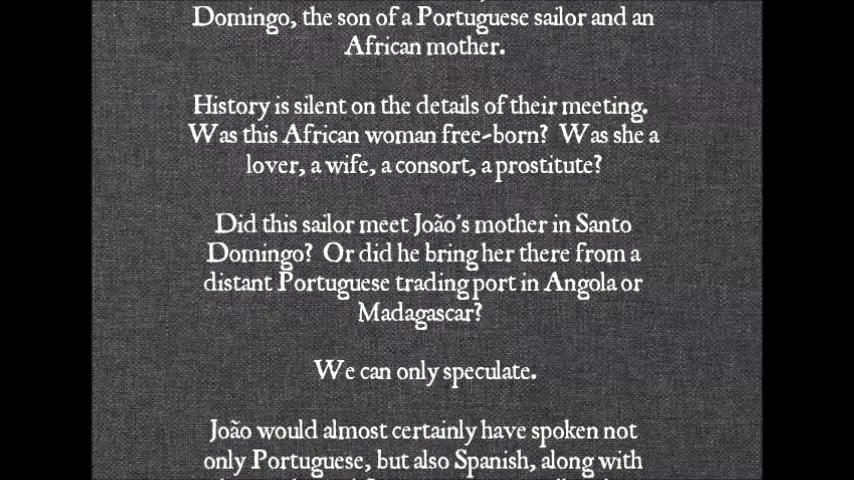 Domingo, the son of a Portuguese sailor and an
African mother.
History is silent on the details of their meeting.
Was this African woman free-born? Was she a
lover, a wife, a consort, a prostitute?
Did this sailor meet João's mother in Santo
Domingo? Or did he bring her there from a
distant Portuguese trading port in Angola or
Madagascar?
We can only speculate.
João would almost certainly have spoken not
only Portuguese, but also Spanish, along with